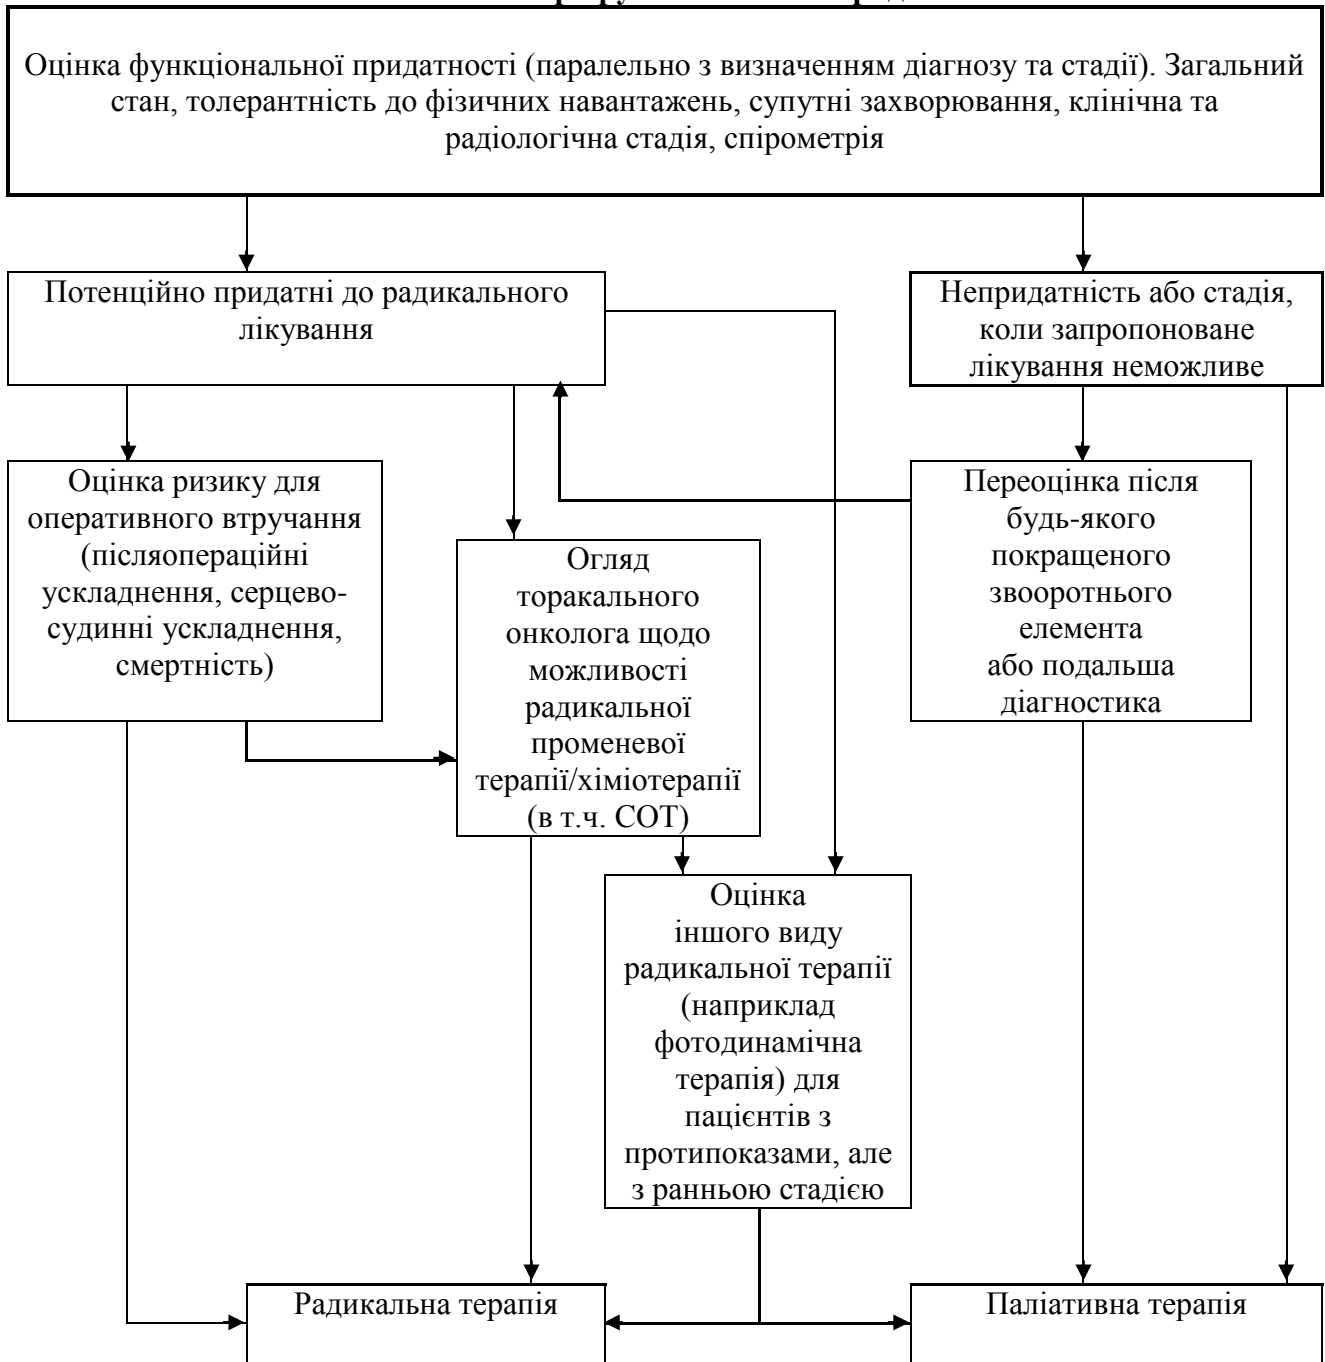 Оцінка функціональної придатності (паралельно з визначенням діагнозу та стадії). Загальний
стан, толерантність до фізичних навантажень, супутні захворювання, клінічна та
радіологічна стадія, спірометрія
Потенційно придатні до радикального
лікування
Непридатність або стадія,
коли запропоноване
лікування неможливе
Оцінка ризику для
оперативного втручання
(післяопераційні
ускладнення, серцево-
судинні ускладнення,
смертність)
Огляд
торакального
онколога щодо
можливості
радикальної
променевої
терапії/хіміотерапії
(в т.ч. СОТ)
Переоцінка після
будь-якого
покращеного
звооротнього
елемента
або подальша
діагностика
Оцінка
іншого виду
радикальної терапії
(наприклад
фотодинамічна
терапія) для
пацієнтів з
протипоказами, але
з ранньою стадією
Радикальна терапія
Паліативна терапія